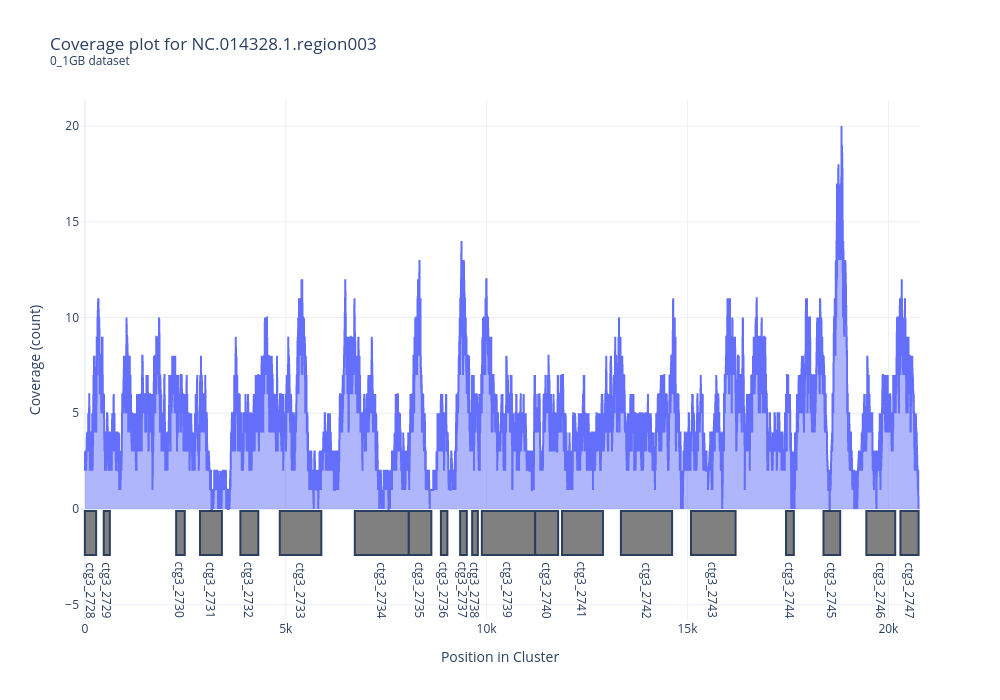 Coverage plot for NC.014328.1.region003
0_1GB dataset
20
15
10
5
0
−5
Coverage (count)
ctg3_2728
ctg3_2729
ctg3_2730
ctg3_2731
ctg3_2732
ctg3_2733
ctg3_2734
ctg3_2735
ctg3_2736
ctg3_2737
ctg3_2738
ctg3_2739
ctg3_2740
ctg3_2741
ctg3_2742
ctg3_2743
ctg3_2744
ctg3_2745
ctg3_2746
ctg3_2747
0
5k
10k
15k
20k
Position in Cluster